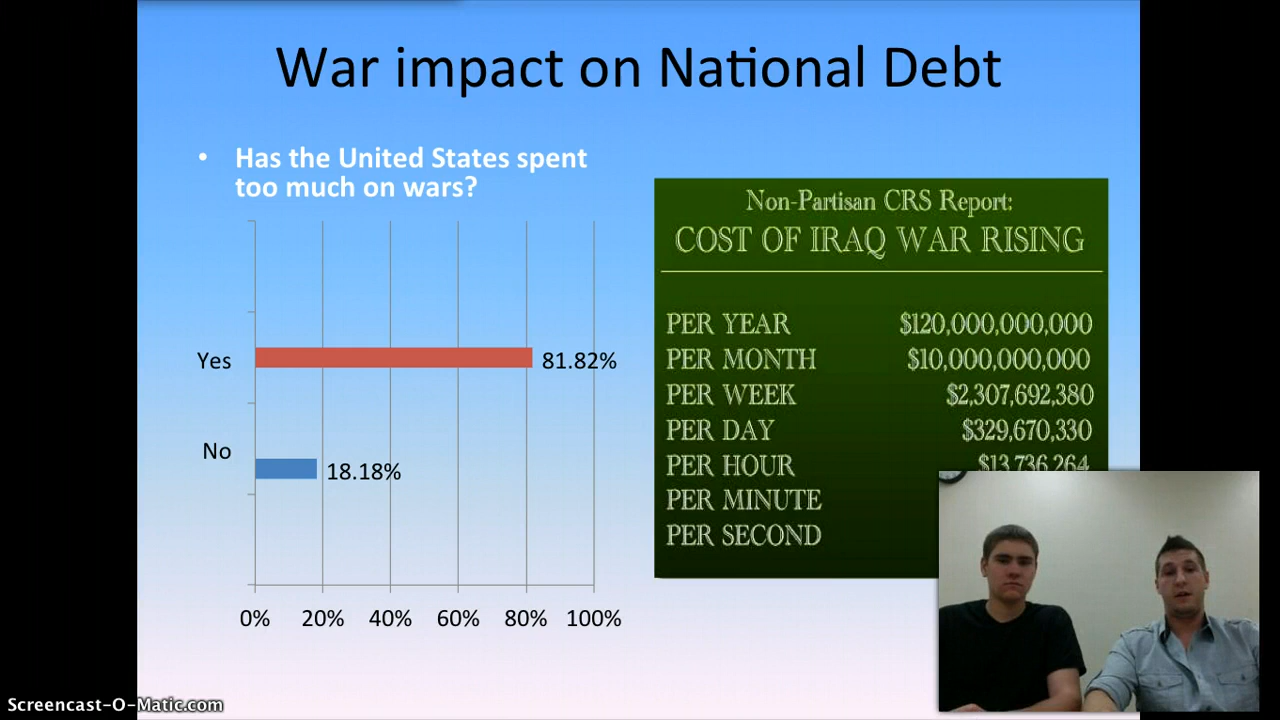 War impact on National Debt
• Has the United States spent
too much on wars?
Yes
81.82%
No
18.18%
0% 20% 40% 60% 80% 100%
Non-Partisan CRS Report:
COST OF IRAQ WAR RISING
PER YEAR $120,000,000,000
PER MONTH $10,000,000,000
PER WEEK $2,307,692,380
PER DAY $329,670,330
PER HOUR $13,736,264
PER MINUTE
PER SECOND
Screencast-O-Matic.com